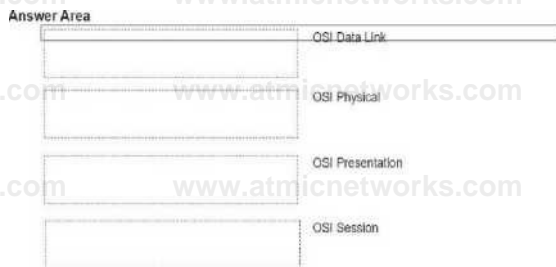 Answer Area
OSI Data Link
.com www.atmicnetworks.com
OSI Physical
OSI Presentation
.com www.atmicnetworks.com
OSI Session